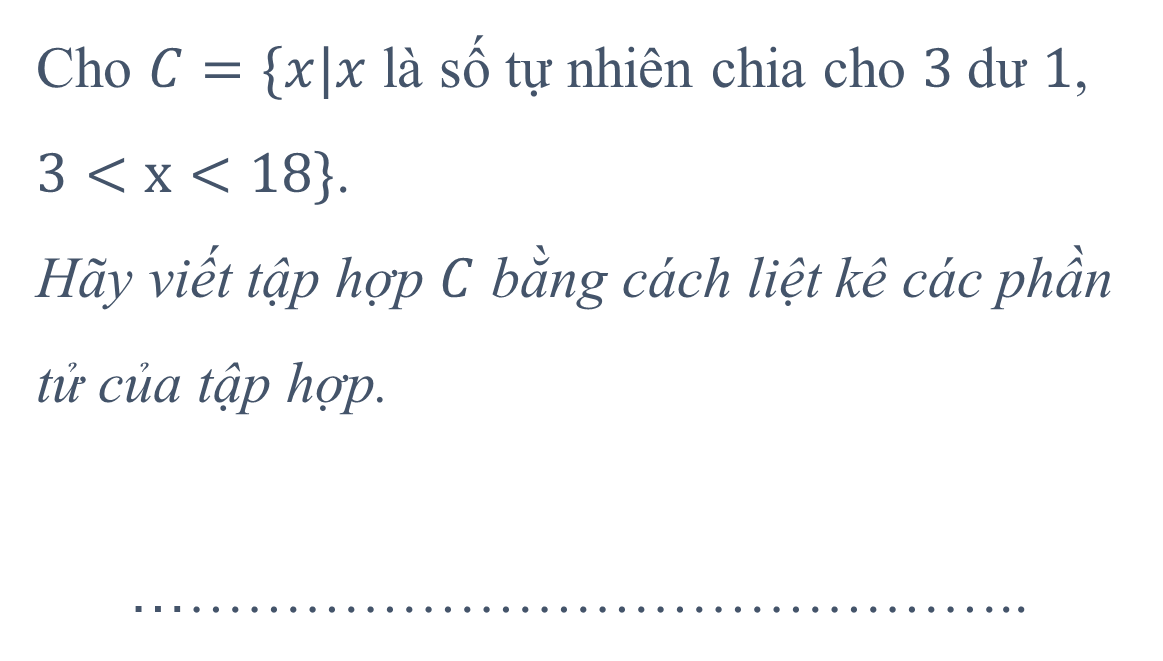 Cho C = {x|x là số tự nhiên chia cho 3 dư 1,
3 < x < 18}.
Hãy viết tập hợp C bằng cách liệt kê các phần
tử của tập hợp.
…………………………………………..